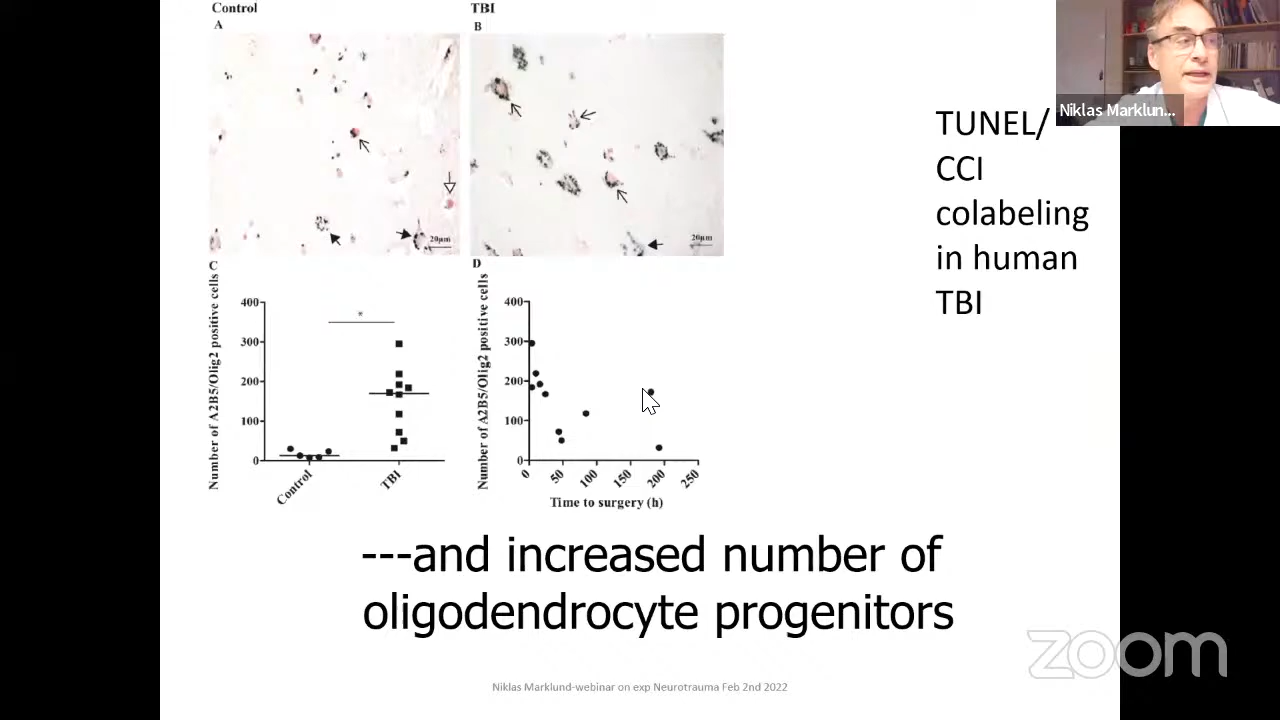 Control
TBI
A
B
20µm
20µm
C
D
Number of A2B5/Olig2 positive cells
400
300
200
100
0
*
Control
TBI
Number of A2B5/Olig2 positive cells
400
300
200
100
0
0
50
100
150
200
250
Time to surgery (h)
TUNEL/
CCI
colabeling
in human
TBI
Niklas Marklun...
---and increased number of
oligodendrocyte progenitors
zoom
Niklas Marklund-webinar on exp Neurotrauma Feb 2nd 2022